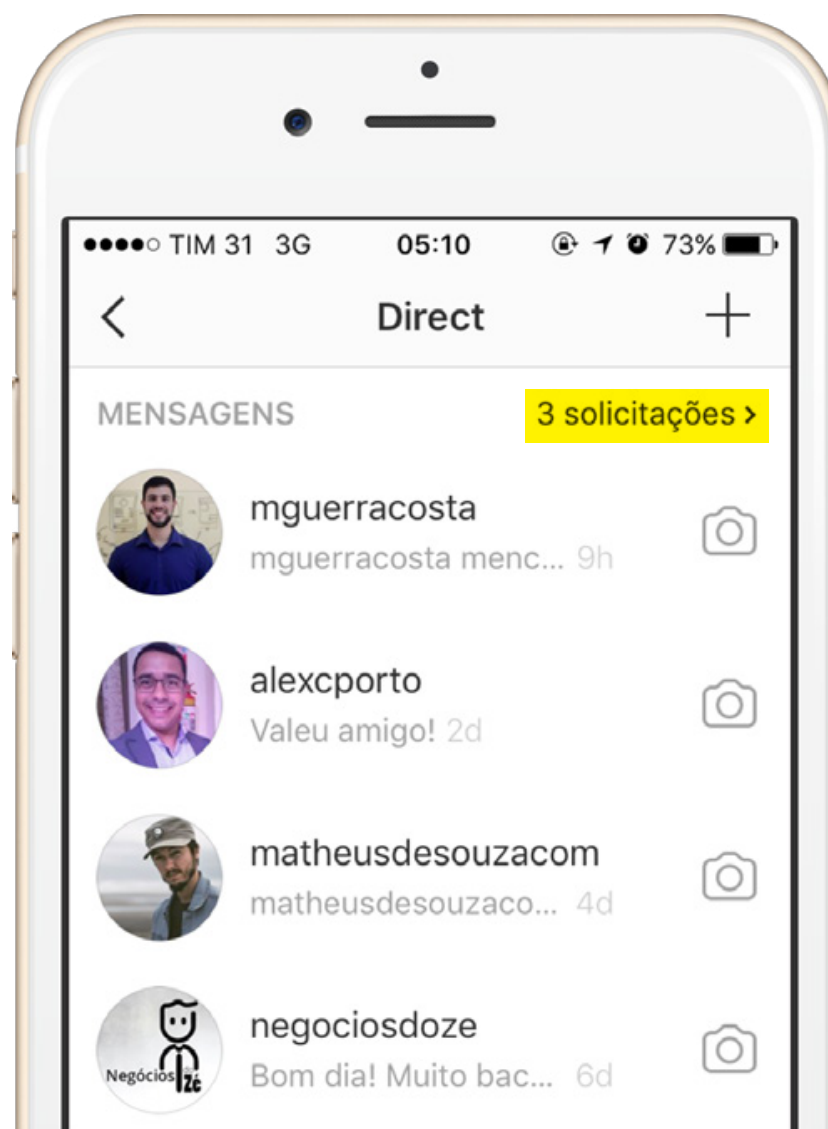 ●●●●○ TIM 31 3G 05:10 73%
Direct
MENSAGENS 3 solicitações >
mguerracosta
mguerracosta menc... 9h
alexcporto
Valeu amigo! 2d
matheusdesouzacom
matheusdesouzaco... 4d
negociosdoze
Bom dia! Muito bac... 6d
Negócios Zé